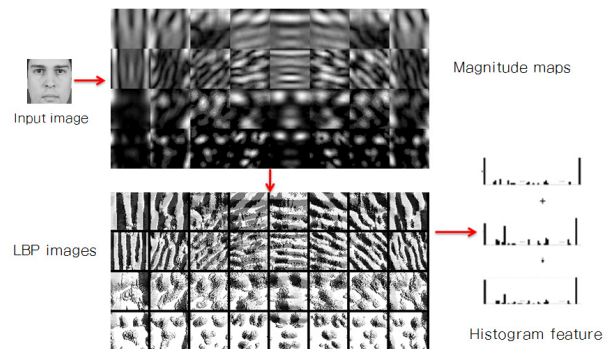 Magnitude maps
Input image
LBP images
+
Histogram feature